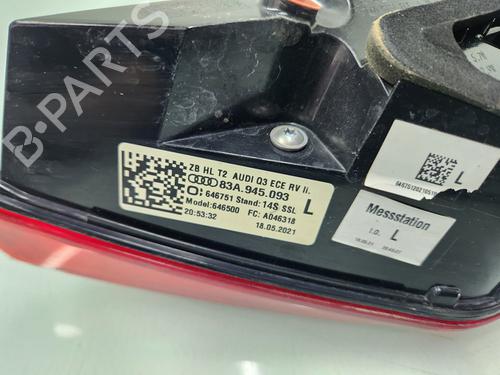 ZB HL T2 AUDI Q3 ECE RV li.
83A.945.093
O: 646751 Stand: 14S SSL L
Model: 646500 FC: A046318
20:53:32 18.05.2021
L
Messstation
i.O. L
B-PARTS